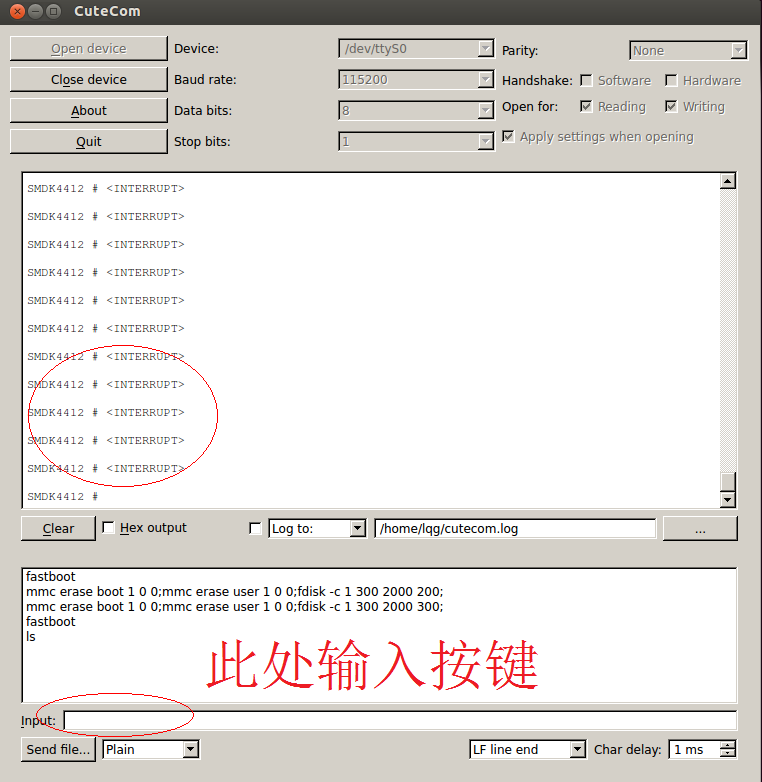 CuteCom
Open device
Device:
/dev/ttyS0
Parity:
None
Close device
Baud rate:
115200
Handshake:
Software
Hardware
About
Data bits:
8
Open for:
Reading
Writing
Quit
Stop bits:
1
Apply settings when opening
SMDK4412 # <INTERRUPT>
SMDK4412 # <INTERRUPT>
SMDK4412 # <INTERRUPT>
SMDK4412 # <INTERRUPT>
SMDK4412 # <INTERRUPT>
SMDK4412 # <INTERRUPT>
SMDK4412 # <INTERRUPT>
SMDK4412 # <INTERRUPT>
SMDK4412 # <INTERRUPT>
SMDK4412 # <INTERRUPT>
SMDK4412 # <INTERRUPT>
SMDK4412 #
Clear
Hex output
Log to:
/home/lqg/cutecom.log
...
fastboot
mmc erase boot 1 0 0;mmc erase user 1 0 0;fdisk -c 1 300 2000 200;
mmc erase boot 1 0 0;mmc erase user 1 0 0;fdisk -c 1 300 2000 300;
fastboot
ls
此处输入按键
Input:
Send file...
Plain
LF line end
Char delay:
1 ms